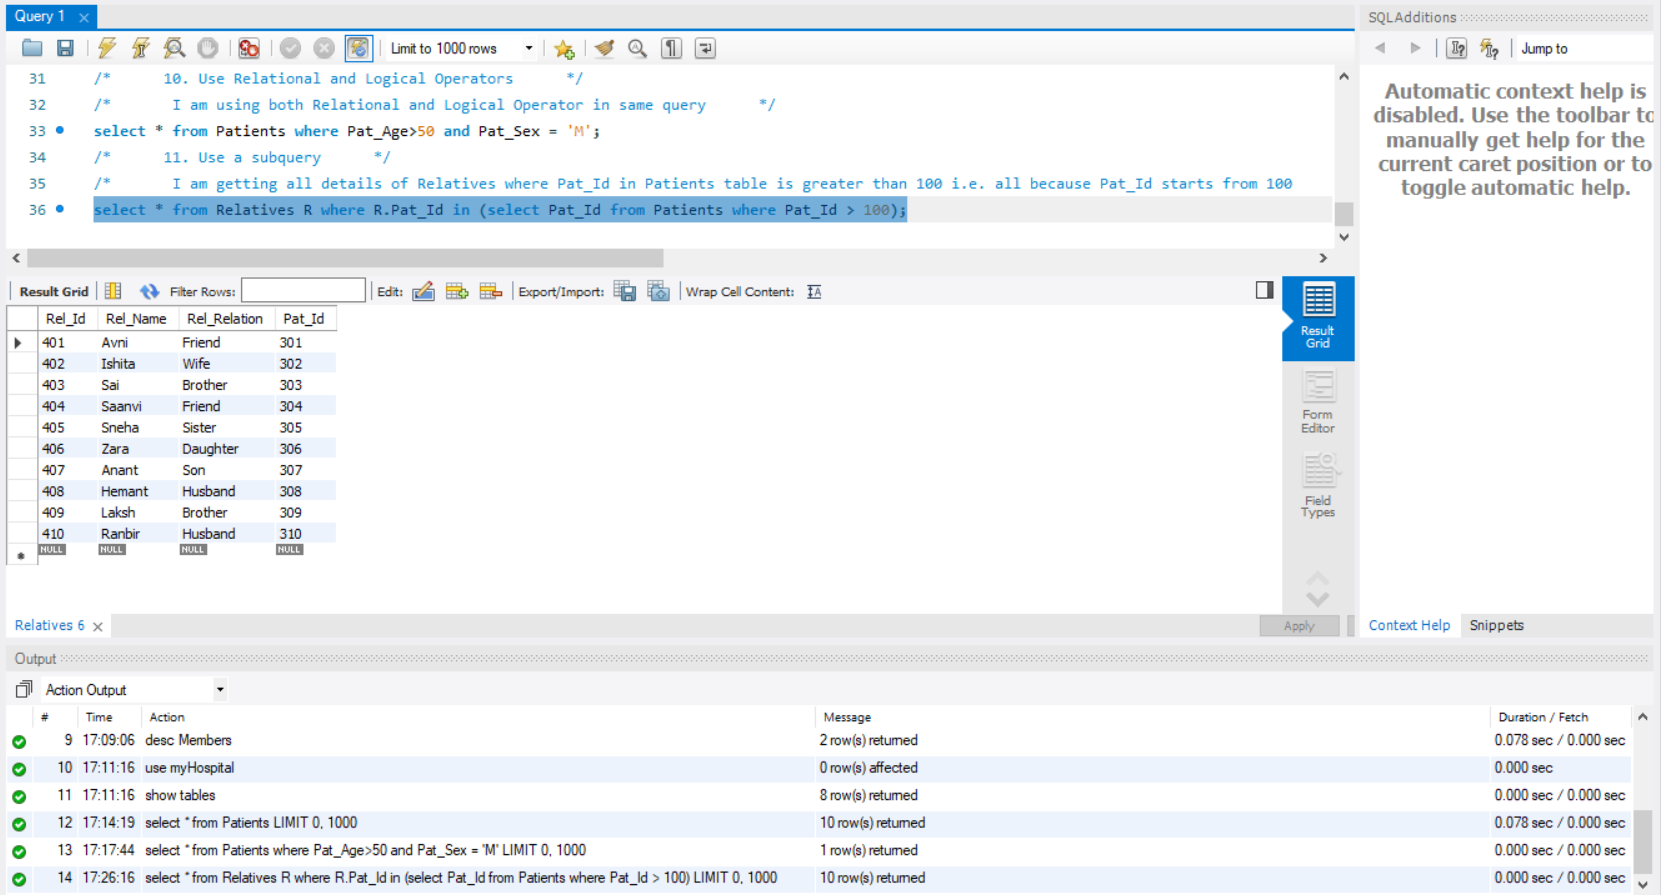 Query 1
SQLAdditions
Limit to 1000 rows
Jump to
31 /* 10. Use Relational and Logical Operators */
32 /* I am using both Relational and Logical Operator in same query */
33 select * from Patients where Pat_Age>50 and Pat_Sex = 'M';
34 /* 11. Use a subquery */
35 /* I am getting all details of Relatives where Pat_Id in Patients table is greater than 100 i.e. all because Pat_Id starts from 100
36 select * from Relatives R where R.Pat_Id in (select Pat_Id from Patients where Pat_Id > 100);
Automatic context help is
disabled. Use the toolbar to
manually get help for the
current caret position or to
toggle automatic help.
Result Grid Filter Rows: Edit: Export/Import: Wrap Cell Content:
Rel_Id Rel_Name Rel_Relation Pat_Id
401 Avni Friend 301
402 Ishita Wife 302
403 Sai Brother 303
404 Saanvi Friend 304
405 Sneha Sister 305
406 Zara Daughter 306
407 Anant Son 307
408 Hemant Husband 308
409 Laksh Brother 309
410 Ranbir Husband 310
NULL NULL NULL NULL
Result
Grid
Form
Editor
Field
Types
Relatives 6
Apply
Context Help Snippets
Output
Action Output
# Time Action Message Duration / Fetch
9 17:09:06 desc Members 2 row(s) returned 0.078 sec / 0.000 sec
10 17:11:16 use myHospital 0 row(s) affected 0.000 sec
11 17:11:16 show tables 8 row(s) returned 0.000 sec / 0.000 sec
12 17:14:19 select * from Patients LIMIT 0, 1000 10 row(s) returned 0.078 sec / 0.000 sec
13 17:17:44 select * from Patients where Pat_Age>50 and Pat_Sex = 'M' LIMIT 0, 1000 1 row(s) returned 0.000 sec / 0.000 sec
14 17:26:16 select * from Relatives R where R.Pat_Id in (select Pat_Id from Patients where Pat_Id > 100) LIMIT 0, 1000 10 row(s) returned 0.000 sec / 0.000 sec